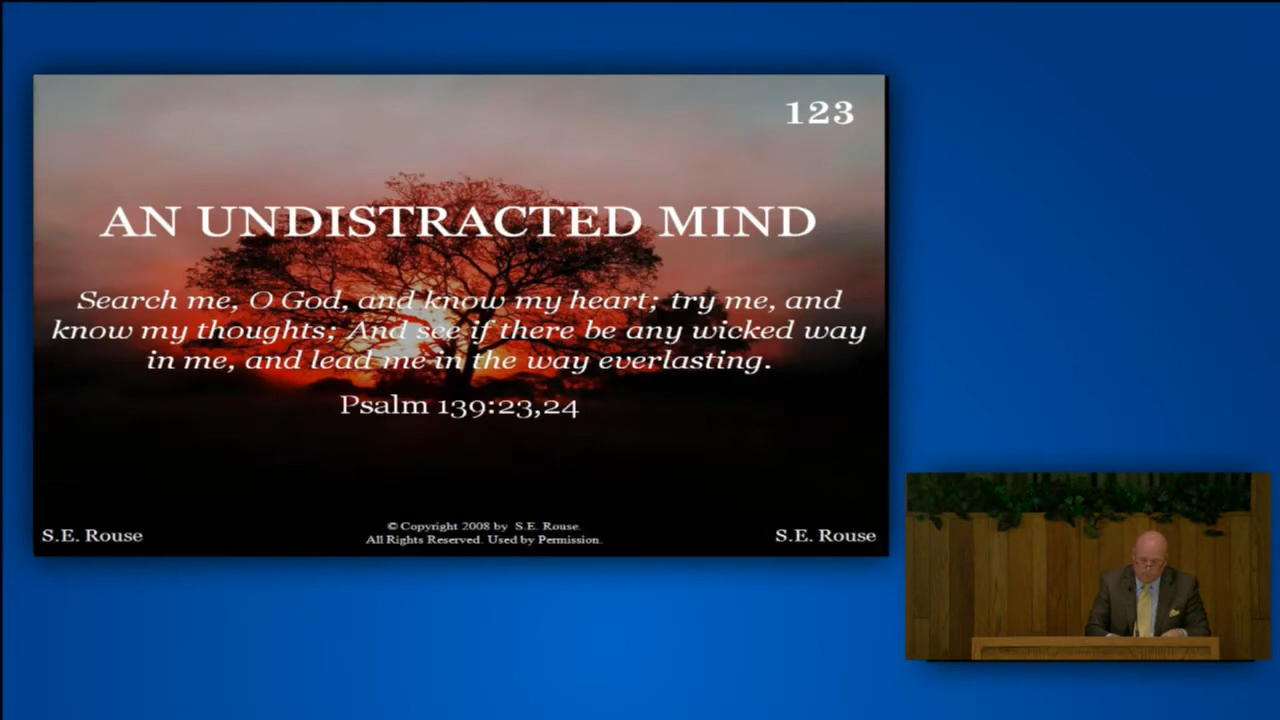 123
AN UNDISTRACTED MIND
Search me, O God, and know my heart; try me, and
know my thoughts; And see if there be any wicked way
in me, and lead me in the way everlasting.
Psalm 139:23,24
S.E. Rouse
© Copyright 2008 by S.E. Rouse.
All Rights Reserved. Used by Permission.
S.E. Rouse